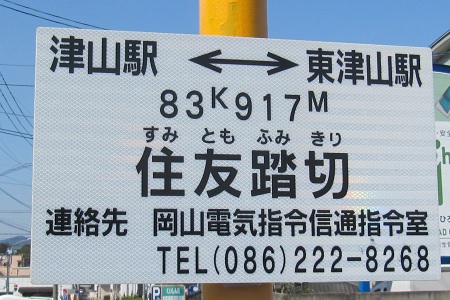 津山駅 ⟷ 東津山駅
83K917M
すみ とも ふみ きり
住友踏切
連絡先 岡山電気指令信通指令室
TEL(086)222-8268